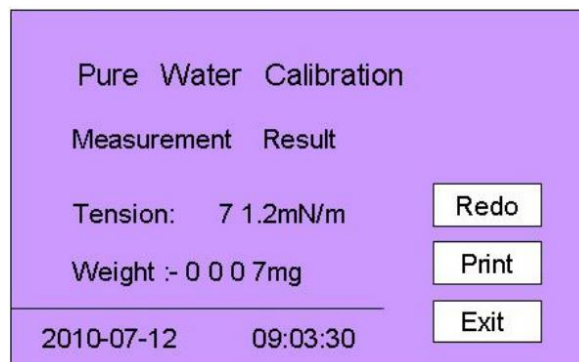 Pure Water Calibration
Measurement Result
Tension: 7 1.2mN/m
Redo
Weight :- 0 0 0 7mg
Print
2010-07-12 09:03:30
Exit